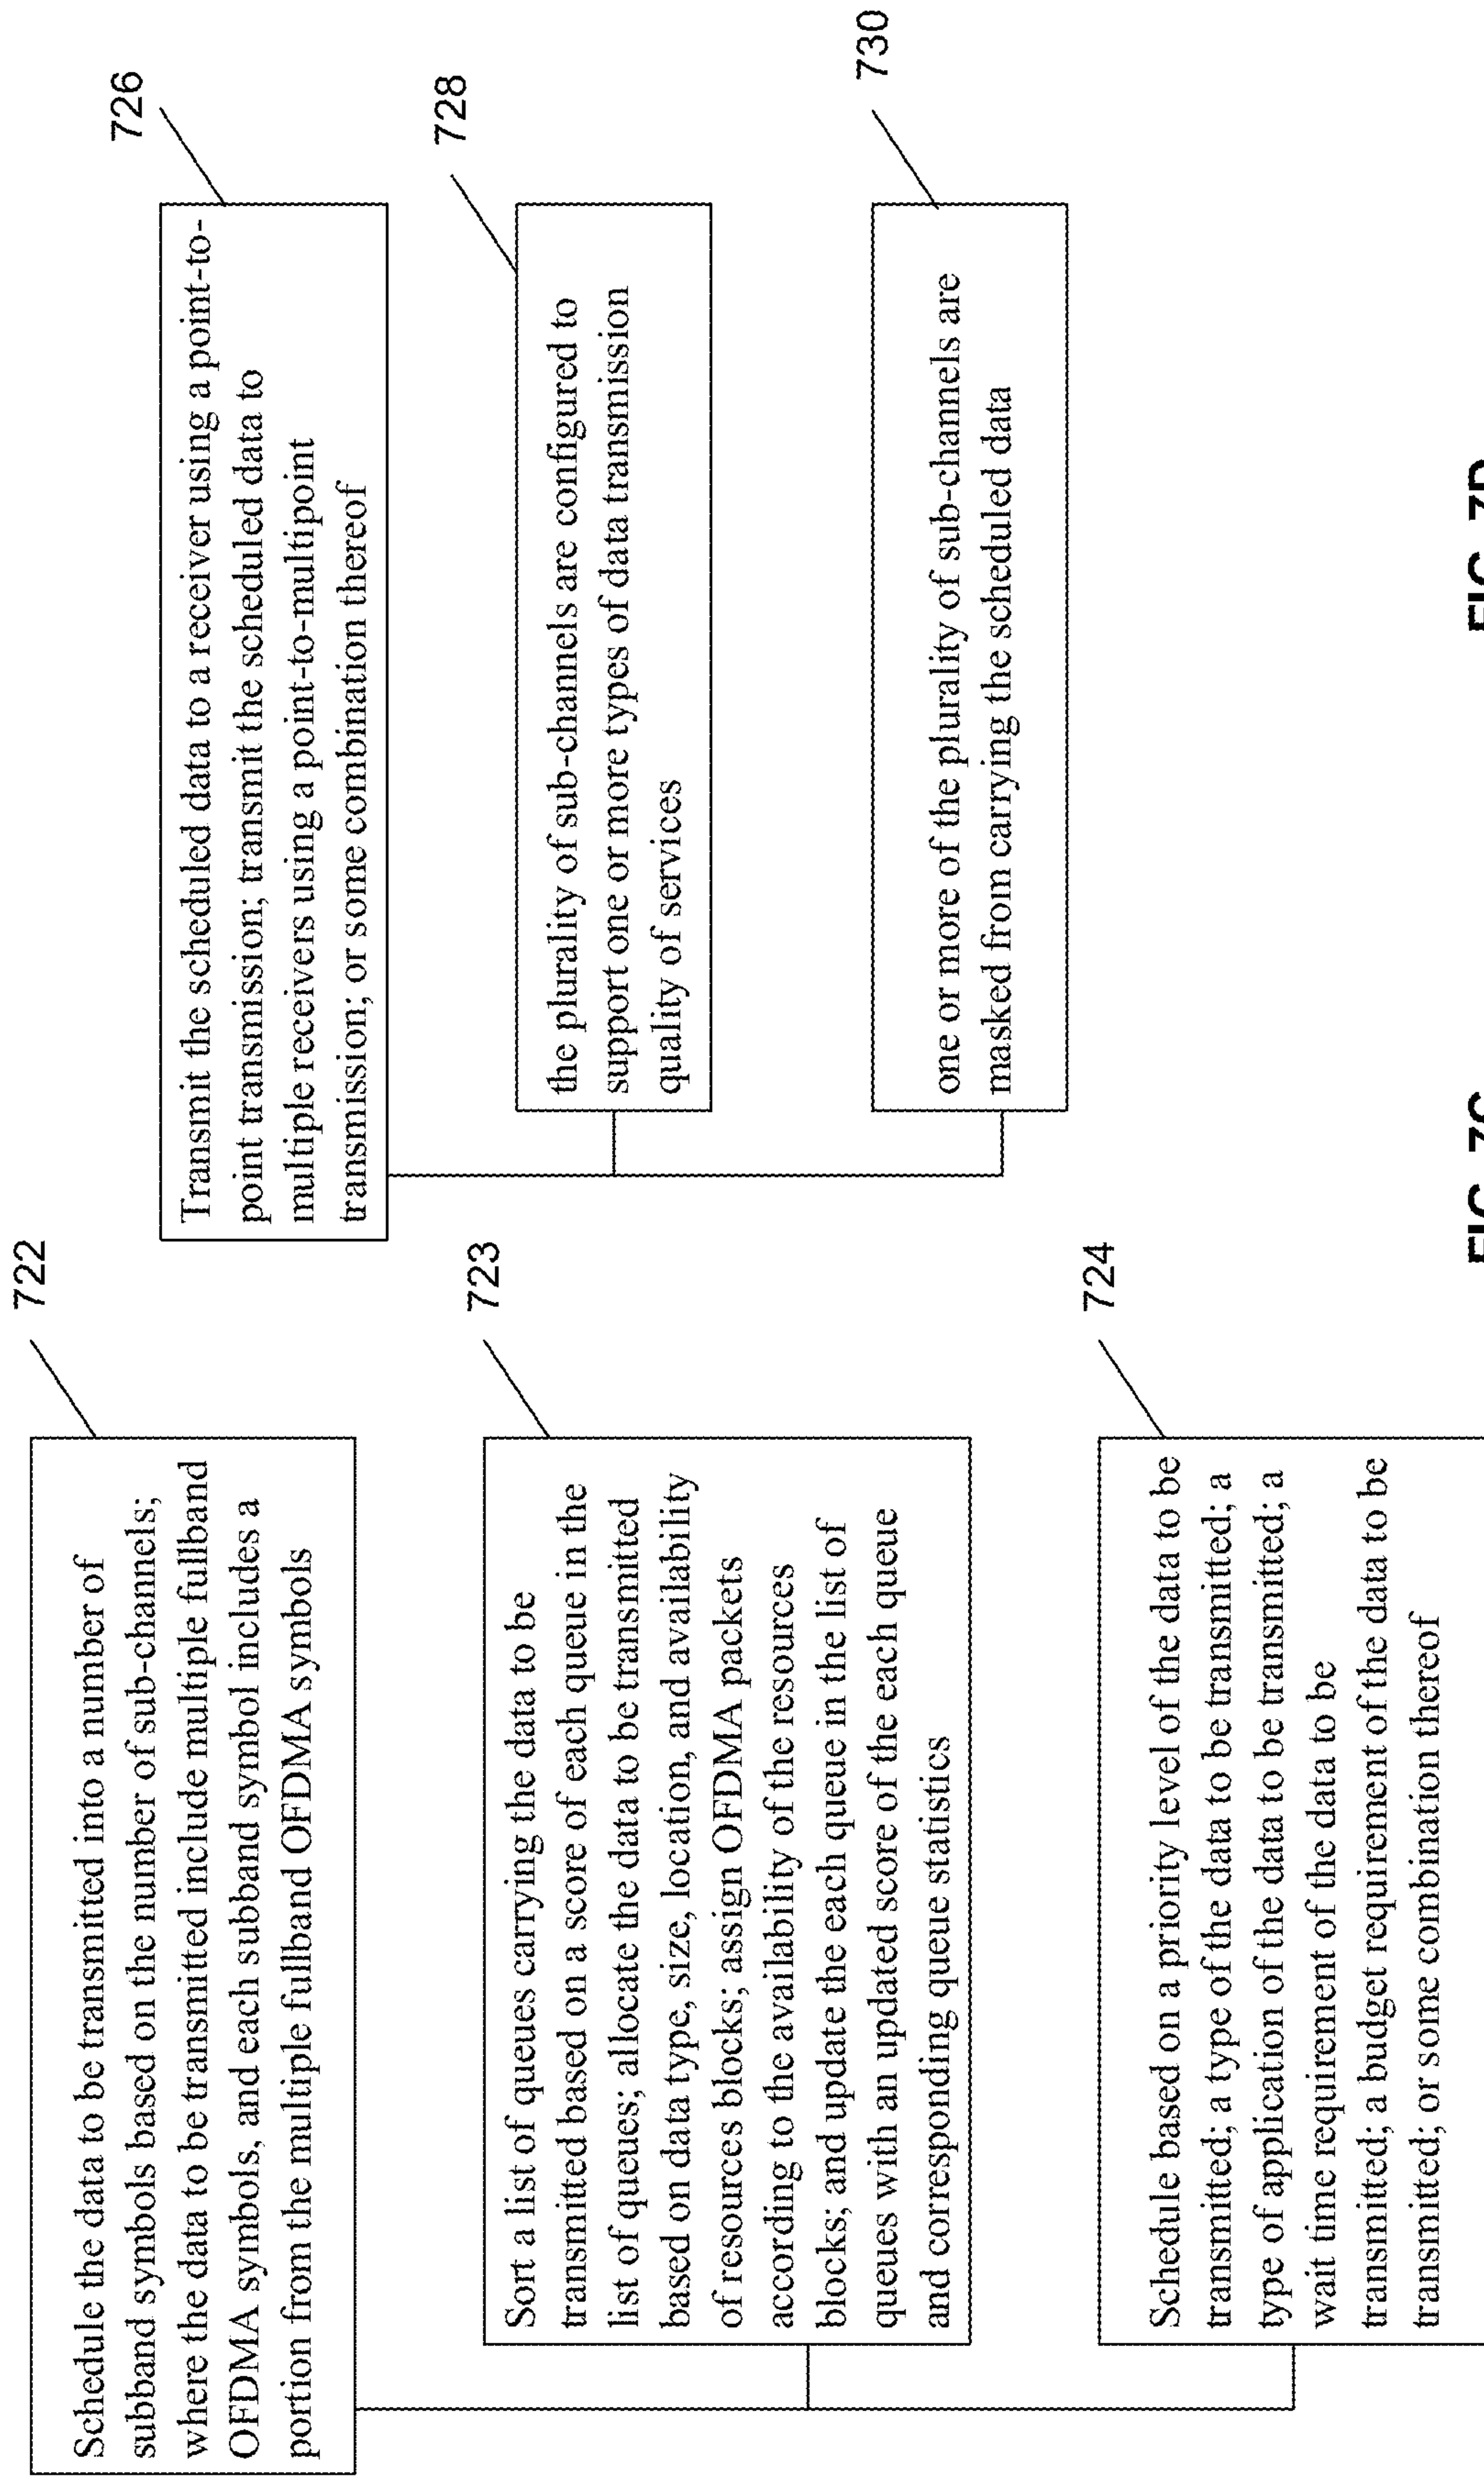 722
Schedule the data to be transmitted into a number of
subband symbols based on the number of sub-channels;
where the data to be transmitted include multiple fullband
OFDMA symbols, and each subband symbol includes a
portion from the multiple fullband OFDMA symbols
723
Sort a list of queues carrying the data to be
transmitted based on a score of each queue in the
list of queues; allocate the data to be transmitted
based on data type, size, location, and availability
of resources blocks; assign OFDMA packets
according to the availability of the resources
blocks; and update the each queue in the list of
queues with an updated score of the each queue
and corresponding queue statistics
724
Schedule based on a priority level of the data to be
transmitted; a type of the data to be transmitted; a
type of application of the data to be transmitted; a
wait time requirement of the data to be
transmitted; a budget requirement of the data to be
transmitted; or some combination thereof
726
Transmit the scheduled data to a receiver using a point-to-
point transmission; transmit the scheduled data to
multiple receivers using a point-to-multipoint
transmission; or some combination thereof
728
the plurality of sub-channels are configured to
support one or more types of data transmission
quality of services
730
one or more of the plurality of sub-channels are
masked from carrying the scheduled data
FIG. 7C
FIG. 7D